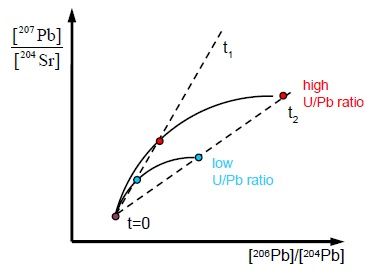 [²⁰⁷Pb]
[²⁰⁴Sr]
t₁
high
U/Pb ratio
t₂
low
U/Pb ratio
t=0
[²⁰⁶Pb]/[²⁰⁴Pb]